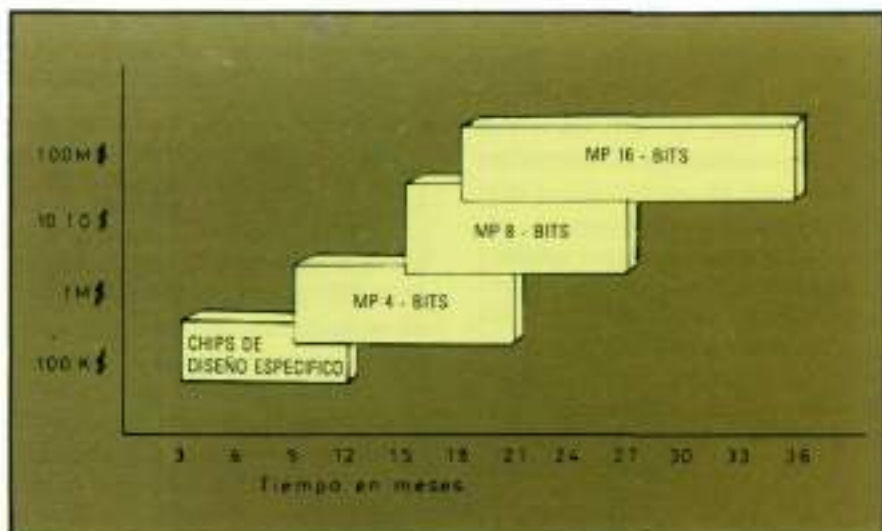 100M$
MP 16 - BITS
10
MP 8 - BITS
1M$
MP 4 - BITS
CHIPS DE
DISEÑO ESPECIFICO
100 K$
3 6 9 12 15 18 21 24 27 30 33 36
Tiempo en meses